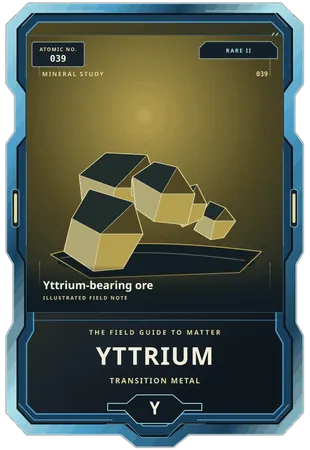 ATOMIC NO.
039
RARE II
MINERAL STUDY
039
Yttrium-bearing ore
ILLUSTRATED FIELD NOTE
THE FIELD GUIDE TO MATTER
YTTRIUM
TRANSITION METAL
Y